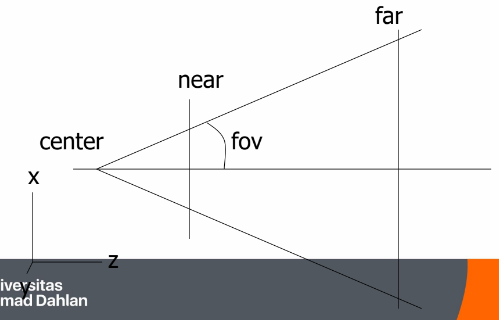 far
near
center
fov
x
z
y
iversitas
mad Dahlan